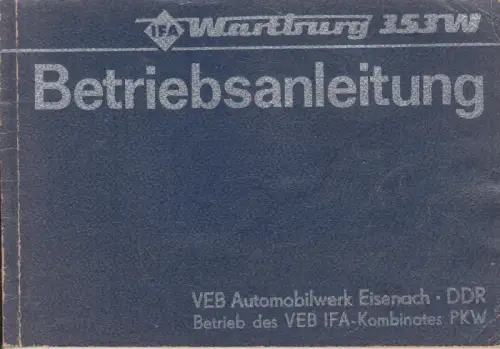 IFA Wartburg 353W
Betriebsanleitung
VEB Automobilwerk Eisenach · DDR
Betrieb des VEB IFA-Kombinates PKW